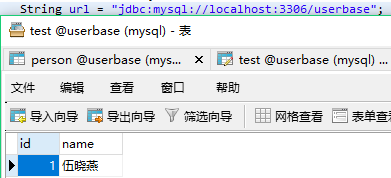 String url = "jdbc:mysql://localhost:3306/userbase";
test @userbase (mysql) - 表
person @userbase (mys... test @userbase (mysql)...
文件 编辑 查看 窗口 帮助
导入向导 导出向导 筛选向导 网格查看 表单查
id name
1 伍晓燕